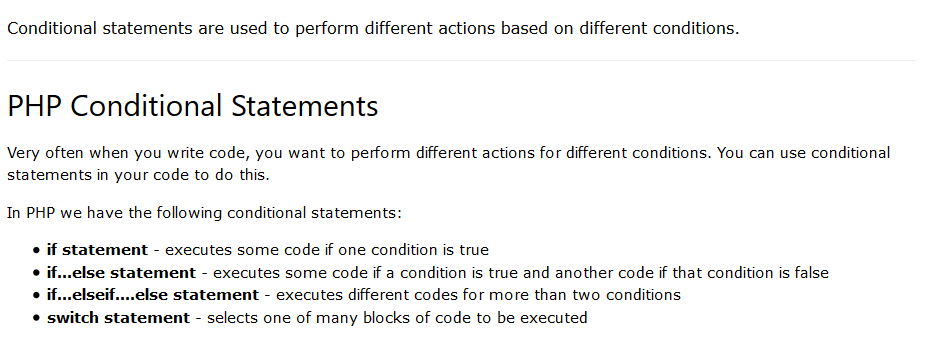 Conditional statements are used to perform different actions based on different conditions.
PHP Conditional Statements
Very often when you write code, you want to perform different actions for different conditions. You can use conditional
statements in your code to do this.
In PHP we have the following conditional statements:
• if statement - executes some code if one condition is true
• if...else statement - executes some code if a condition is true and another code if that condition is false
• if...elseif....else statement - executes different codes for more than two conditions
• switch statement - selects one of many blocks of code to be executed